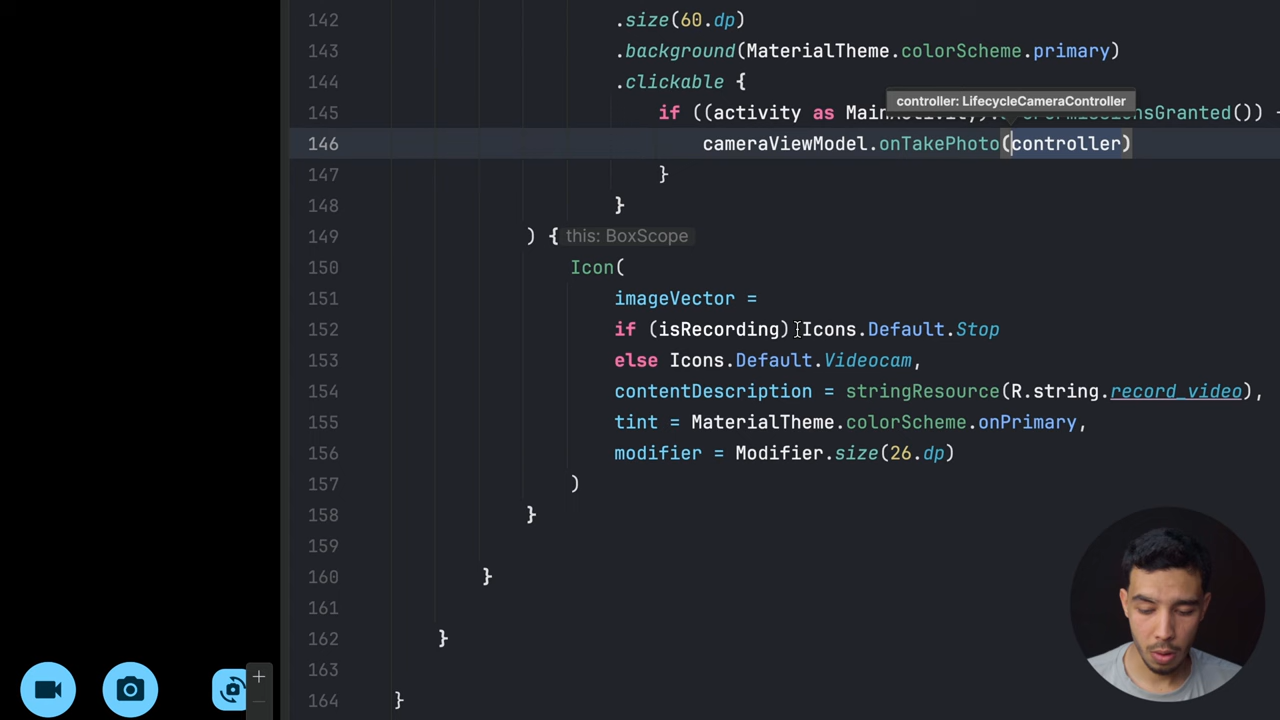 142 .size(60.dp)
143 .background(MaterialTheme.colorScheme.primary)
144 .clickable {
controller: LifecycleCameraController
145 if ((activity as MainActivity).
Granted()) {
146 cameraViewModel.onTakePhoto(controller)
147 }
148 }
149 ) { this: BoxScope
150 Icon(
151 imageVector =
152 if (isRecording) Icons.Default.Stop
153 else Icons.Default.Videocam,
154 contentDescription = stringResource(R.string.record_video),
155 tint = MaterialTheme.colorScheme.onPrimary,
156 modifier = Modifier.size(26.dp)
157 )
158 }
159
160 }
161
162 }
163
164 }